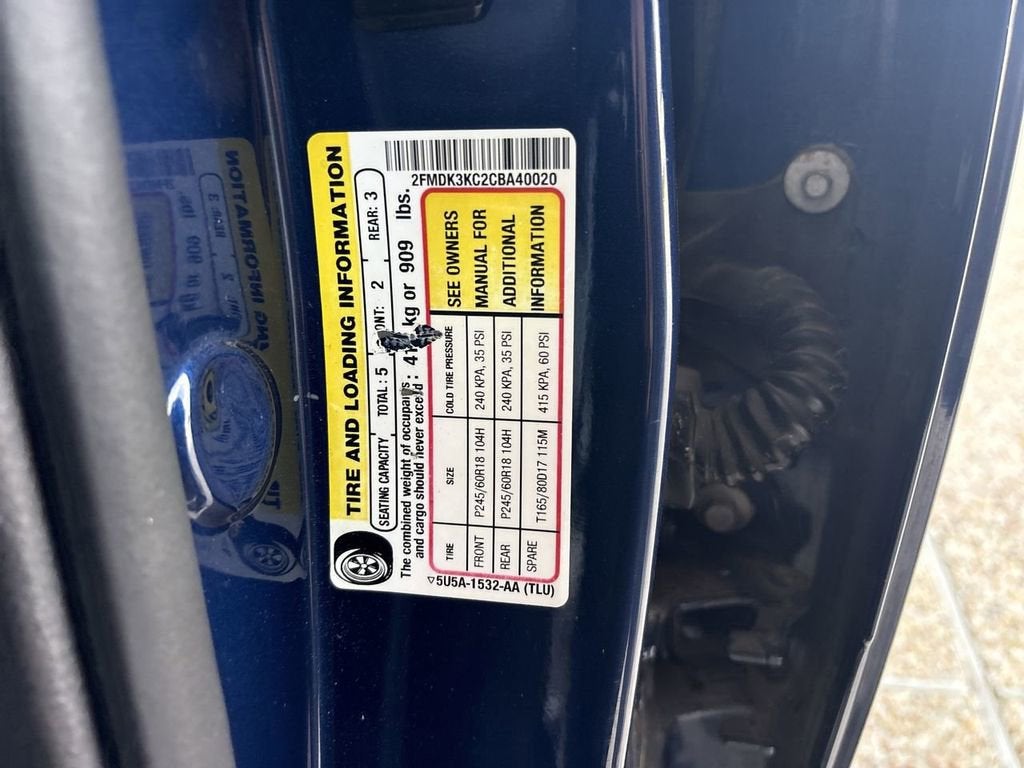 TIRE AND LOADING INFORMATION
SEATING CAPACITY TOTAL : 5 ONT: 2 REAR: 3
The combined weight of occupants
and cargo should never exceed : 41 kg or 909 lbs.
2FMDK3KC2CBA40020
TIRE SIZE COLD TIRE PRESSURE
FRONT P245/60R18 104H 240 KPA, 35 PSI
REAR P245/60R18 104H 240 KPA, 35 PSI
SPARE T165/80D17 115M 415 KPA, 60 PSI
SEE OWNERS
MANUAL FOR
ADDITIONAL
INFORMATION
▽5U5A-1532-AA (TLU)